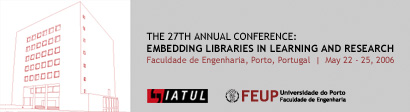 THE 27TH ANNUAL CONFERENCE:
EMBEDDING LIBRARIES IN LEARNING AND RESEARCH
Faculdade de Engenharia, Porto, Portugal | May 22 - 25, 2006
IATUL
FEUP Universidade do Porto
Faculdade de Engenharia